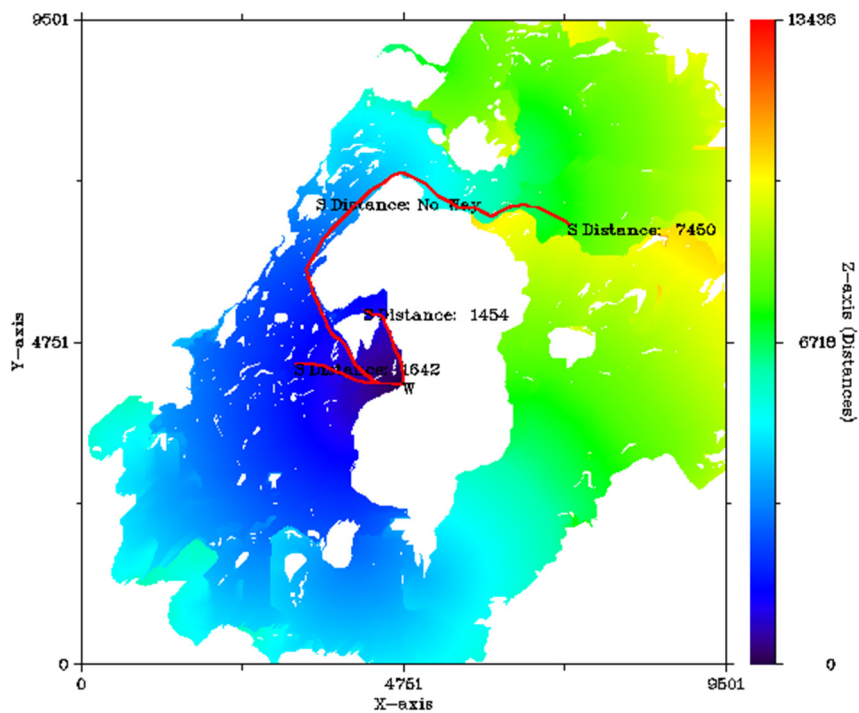 9501
13436
S Distance: No Way
S Distance: 7450
Y-axis
4751
S Distance: 1454
6718
Z-axis (Distances)
S Distance: 1642
W
0
0
0
4751
9501
X-axis